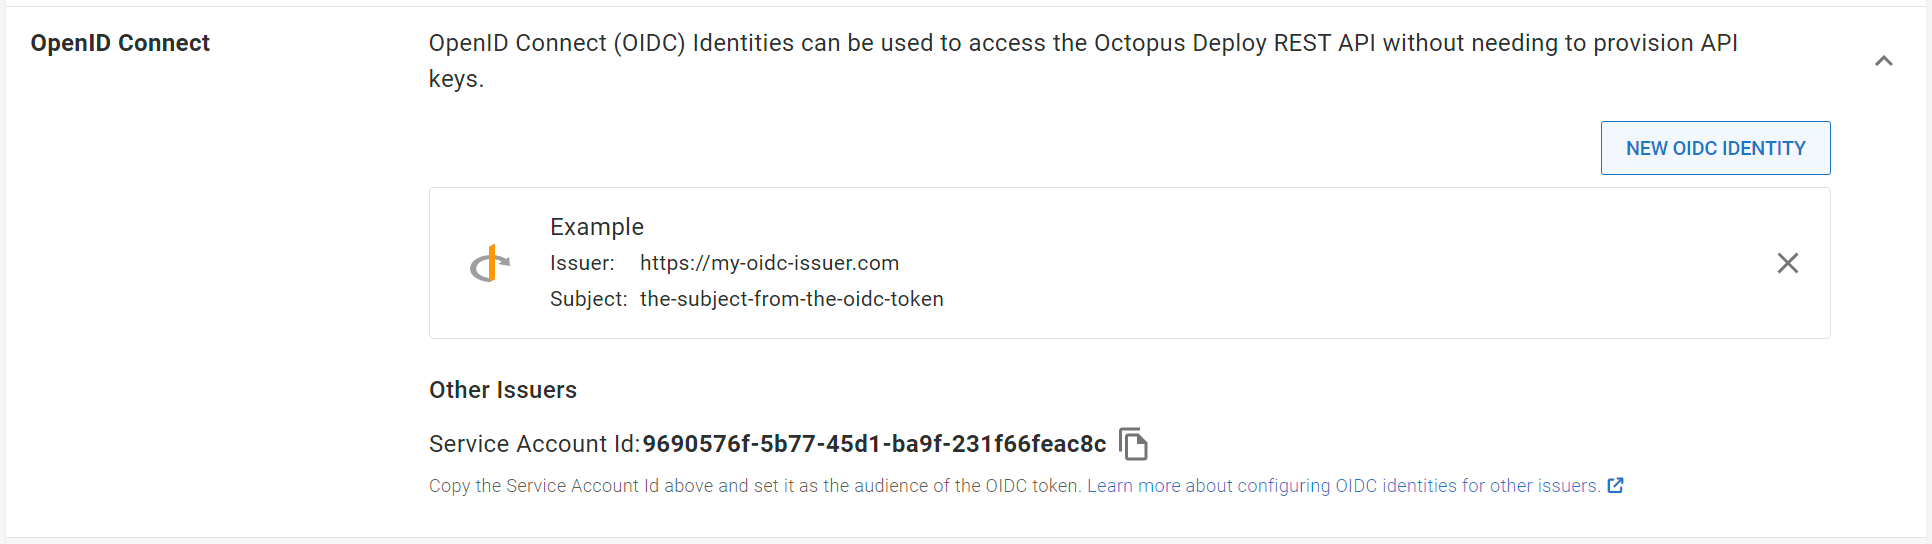 OpenID Connect
OpenID Connect (OIDC) Identities can be used to access the Octopus Deploy REST API without needing to provision API
keys.
NEW OIDC IDENTITY
Example
Issuer: https://my-oidc-issuer.com
Subject: the-subject-from-the-oidc-token
Other Issuers
Service Account Id:9690576f-5b77-45d1-ba9f-231f66feac8c
Copy the Service Account Id above and set it as the audience of the OIDC token. Learn more about configuring OIDC identities for other issuers.